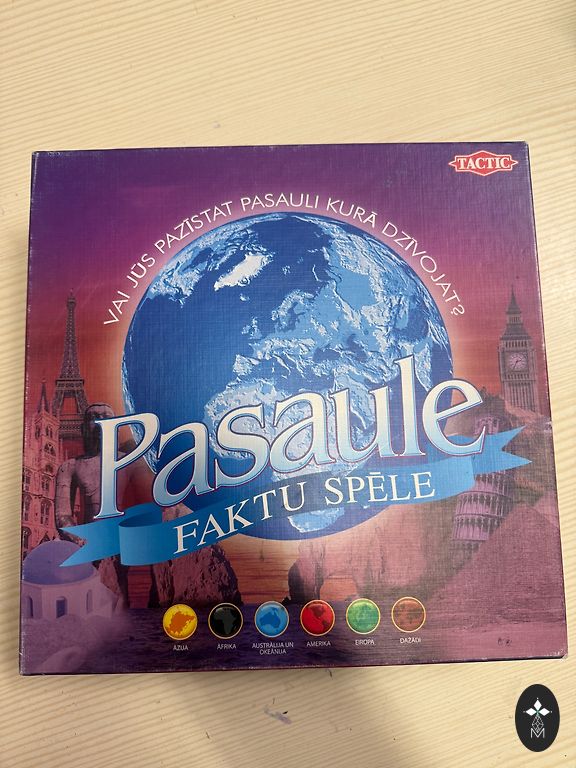 TACTIC
VAI JŪS PAZĪSTAT PASAULI KURĀ DZĪVOJAT?
Pasaule
FAKTU SPĒLE
ĀZIJA
ĀFRIKA
AUSTRĀLIJA UN
OKEĀNIJA
AMERIKA
EIROPA
DAŽĀDI
M